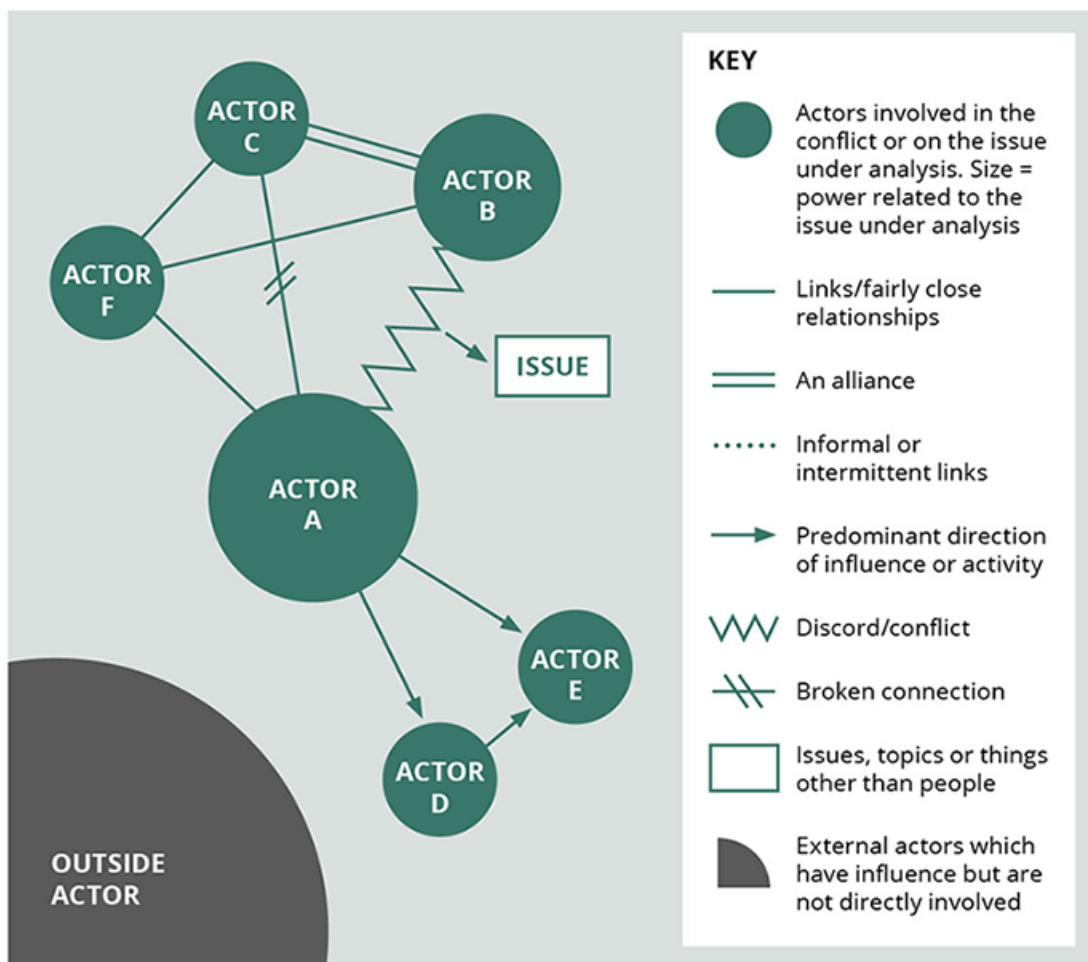 ACTOR
C
ACTOR
B
ACTOR
F
ISSUE
ACTOR
A
ACTOR
E
ACTOR
D
OUTSIDE
ACTOR
KEY
Actors involved in the
conflict or on the issue
under analysis. Size =
power related to the
issue under analysis
Links/fairly close
relationships
An alliance
Informal or
intermittent links
Predominant direction
of influence or activity
Discord/conflict
Broken connection
Issues, topics or things
other than people
External actors which
have influence but are
not directly involved